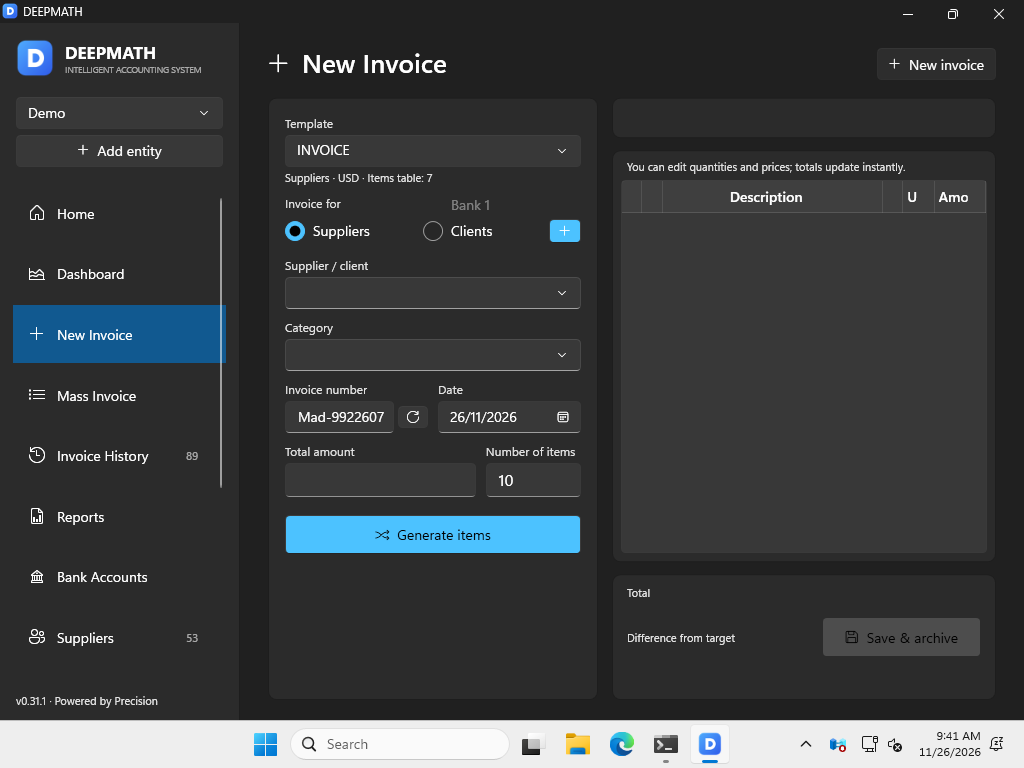 DEEPMATH
DEEPMATH
INTELLIGENT ACCOUNTING SYSTEM
Demo
Add entity
Home
Dashboard
New Invoice
Mass Invoice
Invoice History 89
Reports
Bank Accounts
Suppliers 53
v0.31.1 · Powered by Precision
New Invoice
New invoice
Template
INVOICE
Suppliers · USD · Items table: 7
Invoice for Bank 1
Suppliers Clients
Supplier / client
Category
Invoice number Date
Mad-9922607 26/11/2026
Total amount Number of items
10
Generate items
You can edit quantities and prices; totals update instantly.
Description U Amo
Total
Difference from target
Save & archive
Search
9:41 AM
11/26/2026